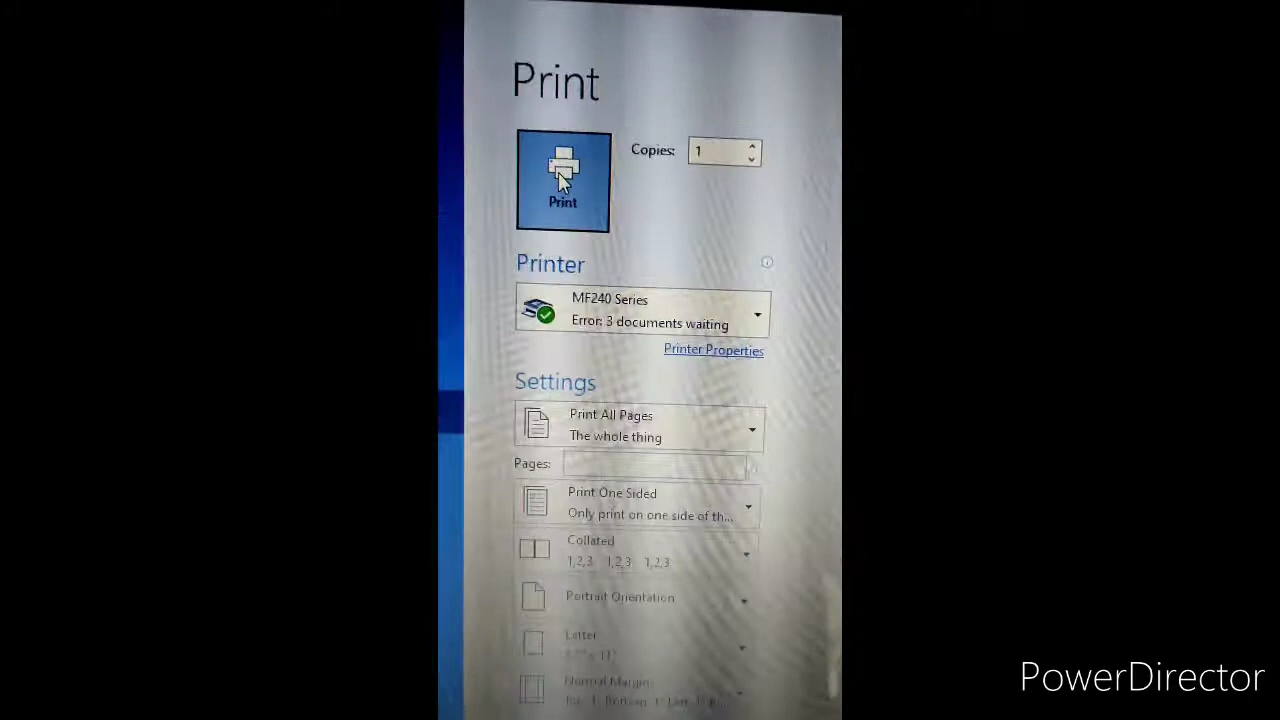 Print
Copies: 1
Print
Printer
MF240 Series
Error: 3 documents waiting
Printer Properties
Settings
Print All Pages
The whole thing
Pages:
Print One Sided
Only print on one side of th...
Collated
1,2,3 1,2,3 1,2,3
Portrait Orientation
Letter
Normal Margins
PowerDirector